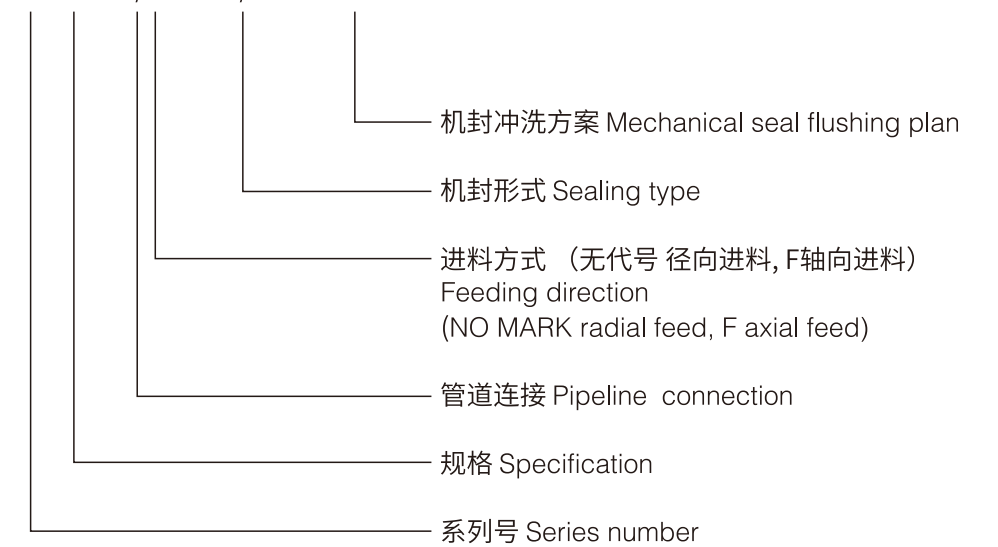 机封冲洗方案 Mechanical seal flushing plan
机封形式 Sealing type
进料方式 （无代号 径向进料, F轴向进料）
Feeding direction
(NO MARK radial feed, F axial feed)
管道连接 Pipeline connection
规格 Specification
系列号 Series number